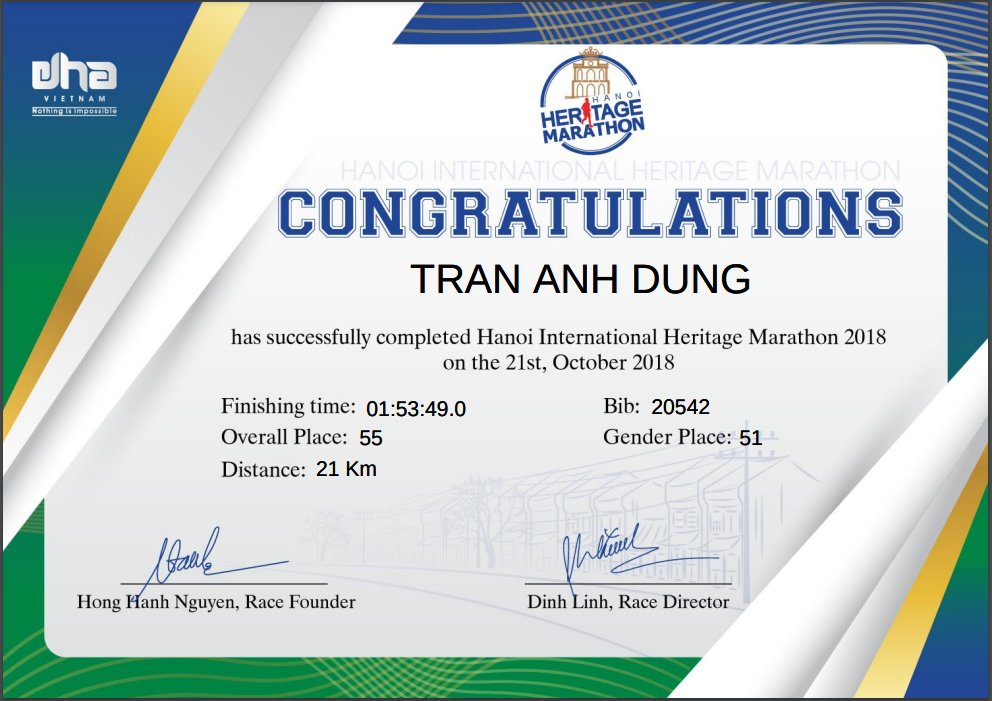 dha
VIETNAM
Nothing is impossible
HANOI
HERITAGE
MARATHON
HANOI INTERNATIONAL HERITAGE MARATHON
CONGRATULATIONS
TRAN ANH DUNG
has successfully completed Hanoi International Heritage Marathon 2018
on the 21st, October 2018
Finishing time: 01:53:49.0 Bib: 20542
Overall Place: 55 Gender Place: 51
Distance: 21 Km
Hong Hanh Nguyen, Race Founder Dinh Linh, Race Director